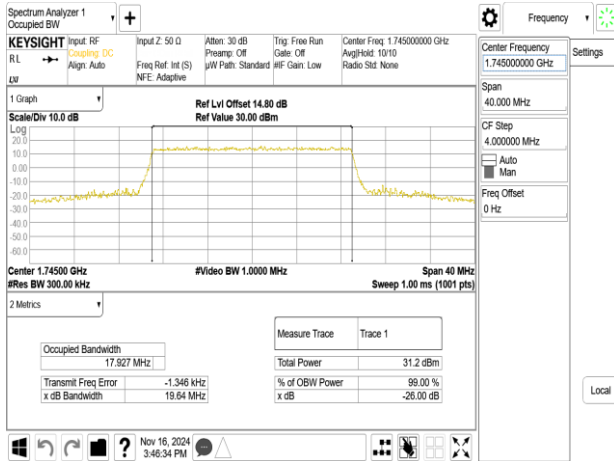 Spectrum Analyzer 1
Occupied BW
KEYSIGHT
RL
Input: RF
Coupling: DC
Align: Auto
Input Z: 50 Ω
Freq Ref: Int (S)
NFE: Adaptive
Atten: 30 dB
Preamp: Off
µW Path: Standard
Trig: Free Run
Gate: Off
#IF Gain: Low
Center Freq: 1.745000000 GHz
Avg|Hold: 10/10
Radio Std: None
1 Graph
Scale/Div 10.0 dB
Ref Lvl Offset 14.80 dB
Ref Value 30.00 dBm
Log
20.0
10.0
0.00
-10.0
-20.0
-30.0
-40.0
-50.0
-60.0
Center 1.74500 GHz
#Res BW 300.00 kHz
#Video BW 1.0000 MHz
Span 40 MHz
Sweep 1.00 ms (1001 pts)
2 Metrics
Occupied Bandwidth
17.927 MHz
Transmit Freq Error -1.346 kHz
x dB Bandwidth 19.64 MHz
Measure Trace Trace 1
Total Power 31.2 dBm
% of OBW Power 99.00 %
x dB -26.00 dB
Nov 16, 2024
3:46:34 PM
Frequency
Center Frequency
1.745000000 GHz
Span
40.000 MHz
CF Step
4.000000 MHz
Auto
Man
Freq Offset
0 Hz
Settings
Local